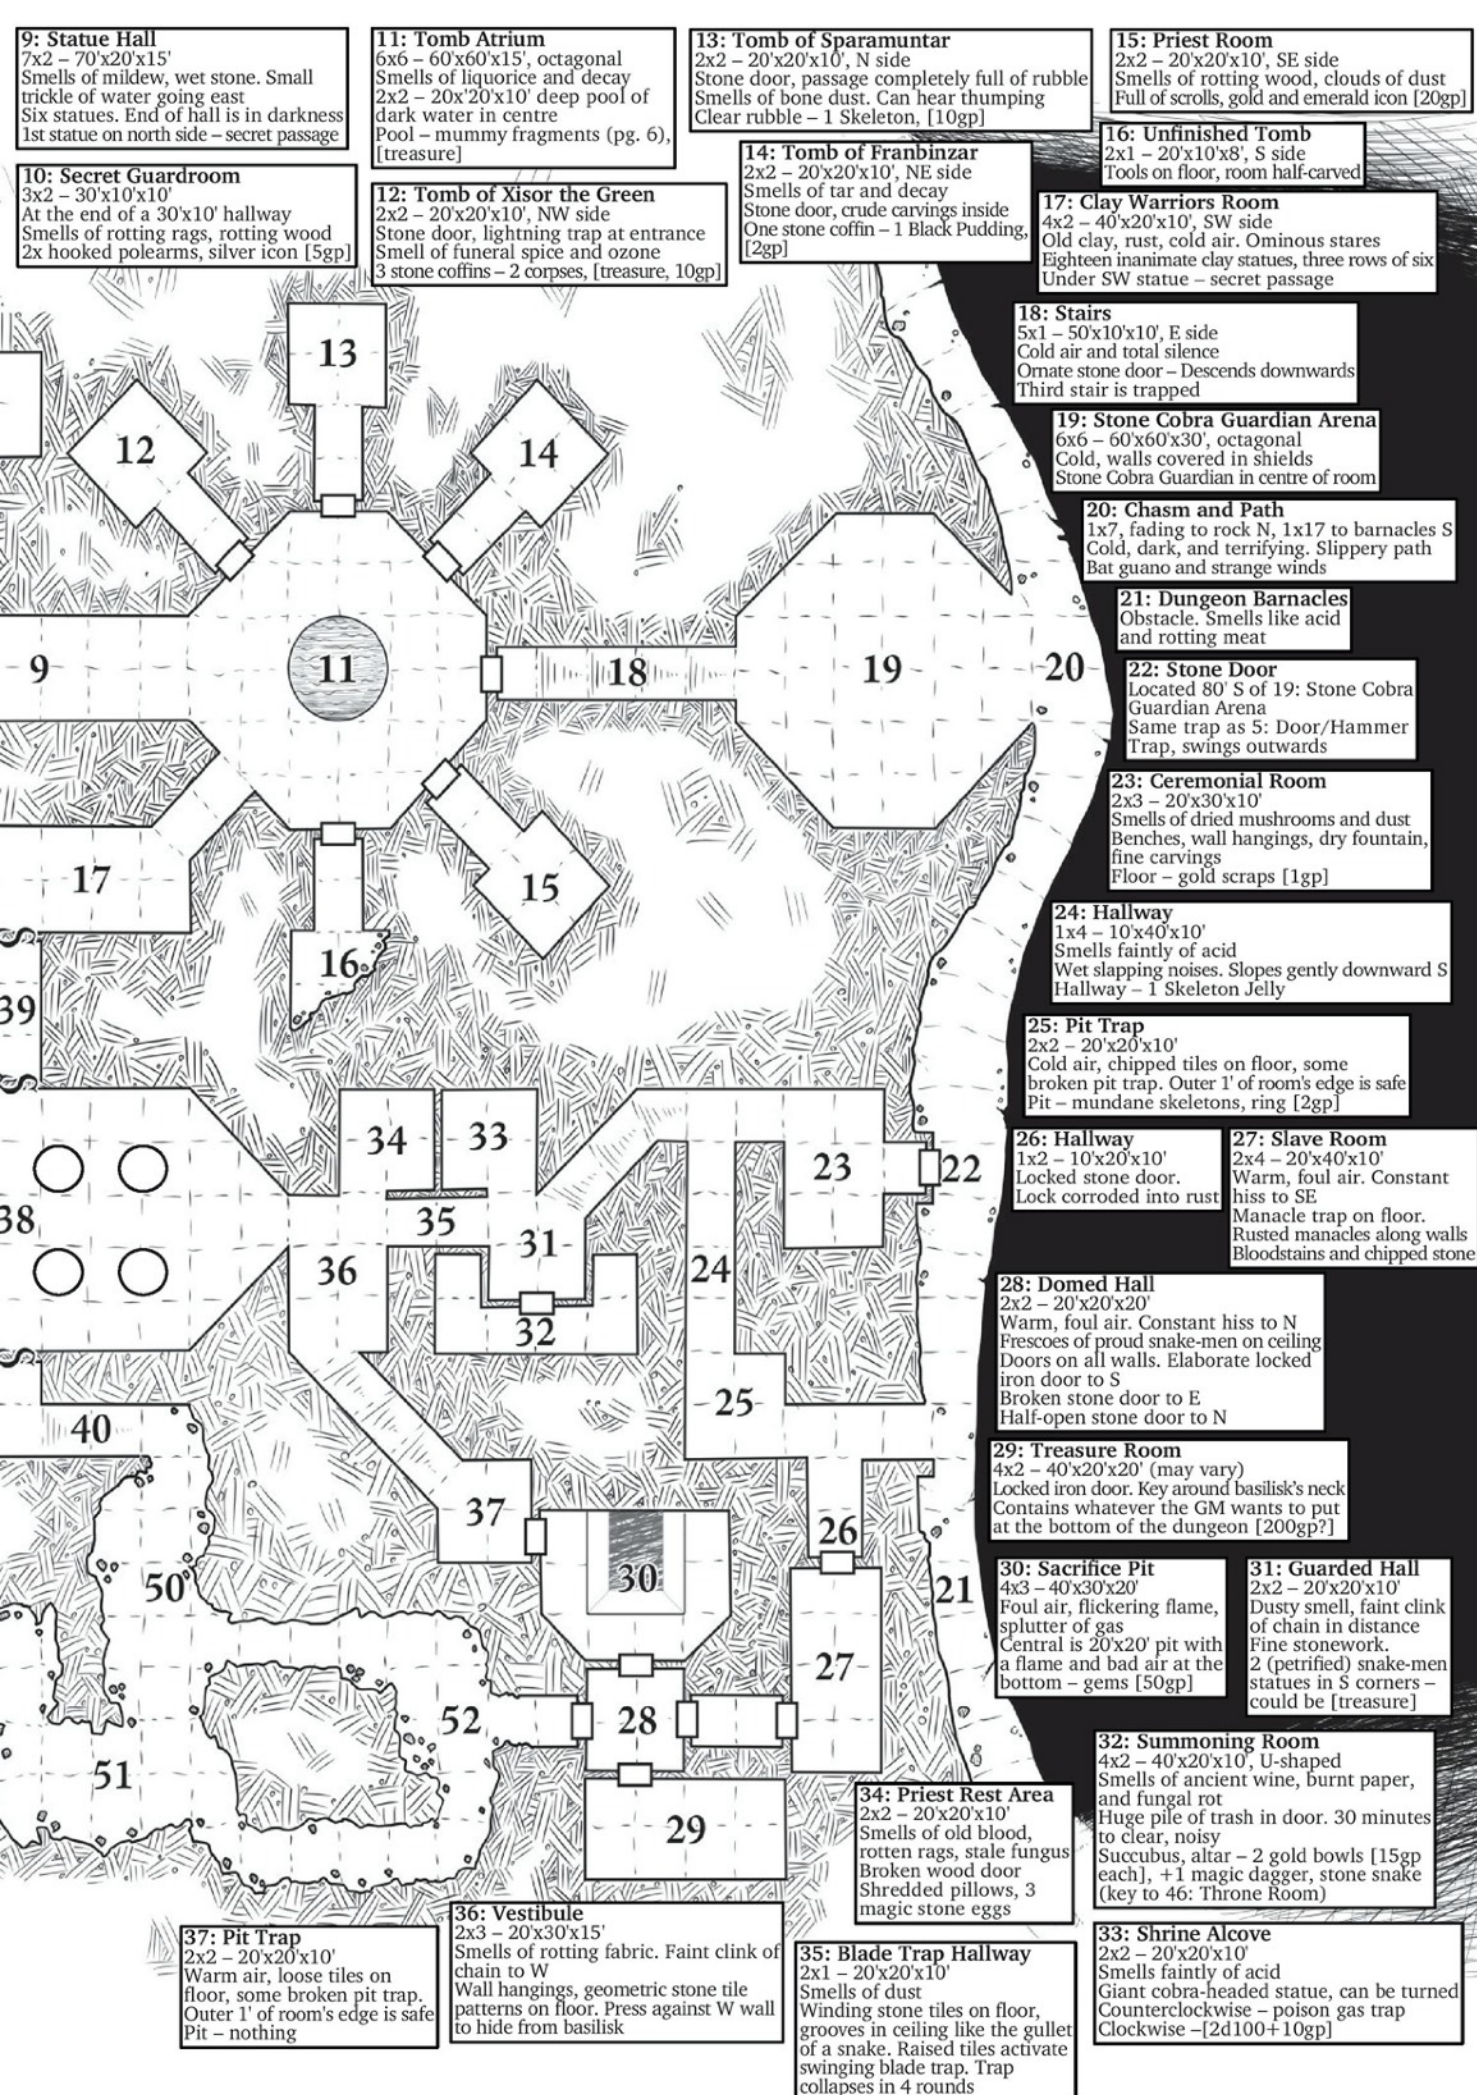 9: Statue Hall
7x2 – 70'x20'x15'
Smells of mildew, wet stone. Small
trickle of water going east
Six statues. End of hall is in darkness
1st statue on north side – secret passage
10: Secret Guardroom
3x2 – 30'x10'x10'
At the end of a 30'x10' hallway
Smells of rotting rags, rotting wood
2x hooked polearms, silver icon [5gp]
11: Tomb Atrium
6x6 – 60'x60'x15', octagonal
Smells of liquorice and decay
2x2 – 20x'20'x10' deep pool of
dark water in centre
Pool – mummy fragments (pg. 6),
[treasure]
12: Tomb of Xisor the Green
2x2 – 20'x20'x10', NW side
Stone door, lightning trap at entrance
Smell of funeral spice and ozone
3 stone coffins – 2 corpses, [treasure, 10gp]
13: Tomb of Sparamuntar
2x2 – 20'x20'x10', N side
Stone door, passage completely full of rubble
Smells of bone dust. Can hear thumping
Clear rubble – 1 Skeleton, [10gp]
14: Tomb of Franbinzar
2x2 – 20'x20'x10', NE side
Smells of tar and decay
Stone door, crude carvings inside
One stone coffin – 1 Black Pudding,
[2gp]
15: Priest Room
2x2 – 20'x20'x10', SE side
Smells of rotting wood, clouds of dust
Full of scrolls, gold and emerald icon [20gp]
16: Unfinished Tomb
2x1 – 20'x10'x8', S side
Tools on floor, room half-carved
17: Clay Warriors Room
4x2 – 40'x20'x10', SW side
Old clay, rust, cold air. Ominous stares
Eighteen inanimate clay statues, three rows of six
Under SW statue – secret passage
18: Stairs
5x1 – 50'x10'x10', E side
Cold air and total silence
Ornate stone door – Descends downwards
Third stair is trapped
19: Stone Cobra Guardian Arena
6x6 – 60'x60'x30', octagonal
Cold, walls covered in shields
Stone Cobra Guardian in centre of room
20: Chasm and Path
1x7, fading to rock N, 1x17 to barnacles S
Cold, dark, and terrifying. Slippery path
Bat guano and strange winds
21: Dungeon Barnacles
Obstacle. Smells like acid
and rotting meat
22: Stone Door
Located 80' S of 19: Stone Cobra
Guardian Arena
Same trap as 5: Door/Hammer
Trap, swings outwards
23: Ceremonial Room
2x3 – 20'x30'x10'
Smells of dried mushrooms and dust
Benches, wall hangings, dry fountain,
fine carvings
Floor – gold scraps [1gp]
24: Hallway
1x4 – 10'x40'x10'
Smells faintly of acid
Wet slapping noises. Slopes gently downward S
Hallway – 1 Skeleton Jelly
25: Pit Trap
2x2 – 20'x20'x10'
Cold air, chipped tiles on floor, some
broken pit trap. Outer 1' of room's edge is safe
Pit – mundane skeletons, ring [2gp]
26: Hallway
1x2 – 10'x20'x10'
Locked stone door.
Lock corroded into rust
27: Slave Room
2x4 – 20'x40'x10'
Warm, foul air. Constant
hiss to SE
Manacle trap on floor.
Rusted manacles along walls
Bloodstains and chipped stone
28: Domed Hall
2x2 – 20'x20'x20'
Warm, foul air. Constant hiss to N
Frescoes of proud snake-men on ceiling
Doors on all walls. Elaborate locked
iron door to S
Broken stone door to E
Half-open stone door to N
29: Treasure Room
4x2 – 40'x20'x20' (may vary)
Locked iron door. Key around basilisk's neck
Contains whatever the GM wants to put
at the bottom of the dungeon [200gp?]
30: Sacrifice Pit
4x3 – 40'x30'x20'
Foul air, flickering flame,
splutter of gas
Central is 20'x20' pit with
a flame and bad air at the
bottom – gems [50gp]
31: Guarded Hall
2x2 – 20'x20'x10'
Dusty smell, faint clink
of chain in distance
Fine stonework.
2 (petrified) snake-men
statues in S corners –
could be [treasure]
32: Summoning Room
4x2 – 40'x20'x10', U-shaped
Smells of ancient wine, burnt paper,
and fungal rot
Huge pile of trash in door. 30 minutes
to clear, noisy
Succubus, altar – 2 gold bowls [15gp
each], +1 magic dagger, stone snake
(key to 46: Throne Room)
33: Shrine Alcove
2x2 – 20'x20'x10'
Smells faintly of acid
Giant cobra-headed statue, can be turned
Counterclockwise – poison gas trap
Clockwise –[2d100+10gp]
34: Priest Rest Area
2x2 – 20'x20'x10'
Smells of old blood,
rotten rags, stale fungus
Broken wood door
Shredded pillows, 3
magic stone eggs
35: Blade Trap Hallway
2x1 – 20'x20'x10'
Smells of dust
Winding stone tiles on floor,
grooves in ceiling like the gullet
of a snake. Raised tiles activate
swinging blade trap. Trap
collapses in 4 rounds
36: Vestibule
2x3 – 20'x30'x15'
Smells of rotting fabric. Faint clink of
chain to W
Wall hangings, geometric stone tile
patterns on floor. Press against W wall
to hide from basilisk
37: Pit Trap
2x2 – 20'x20'x10'
Warm air, loose tiles on
floor, some broken pit trap.
Outer 1' of room's edge is safe
Pit – nothing
13
12
14
9
11
18
19
20
17
15
16
39
34
33
23
22
38
35
31
36
24
32
25
40
37
26
30
50
21
27
52
28
51
29